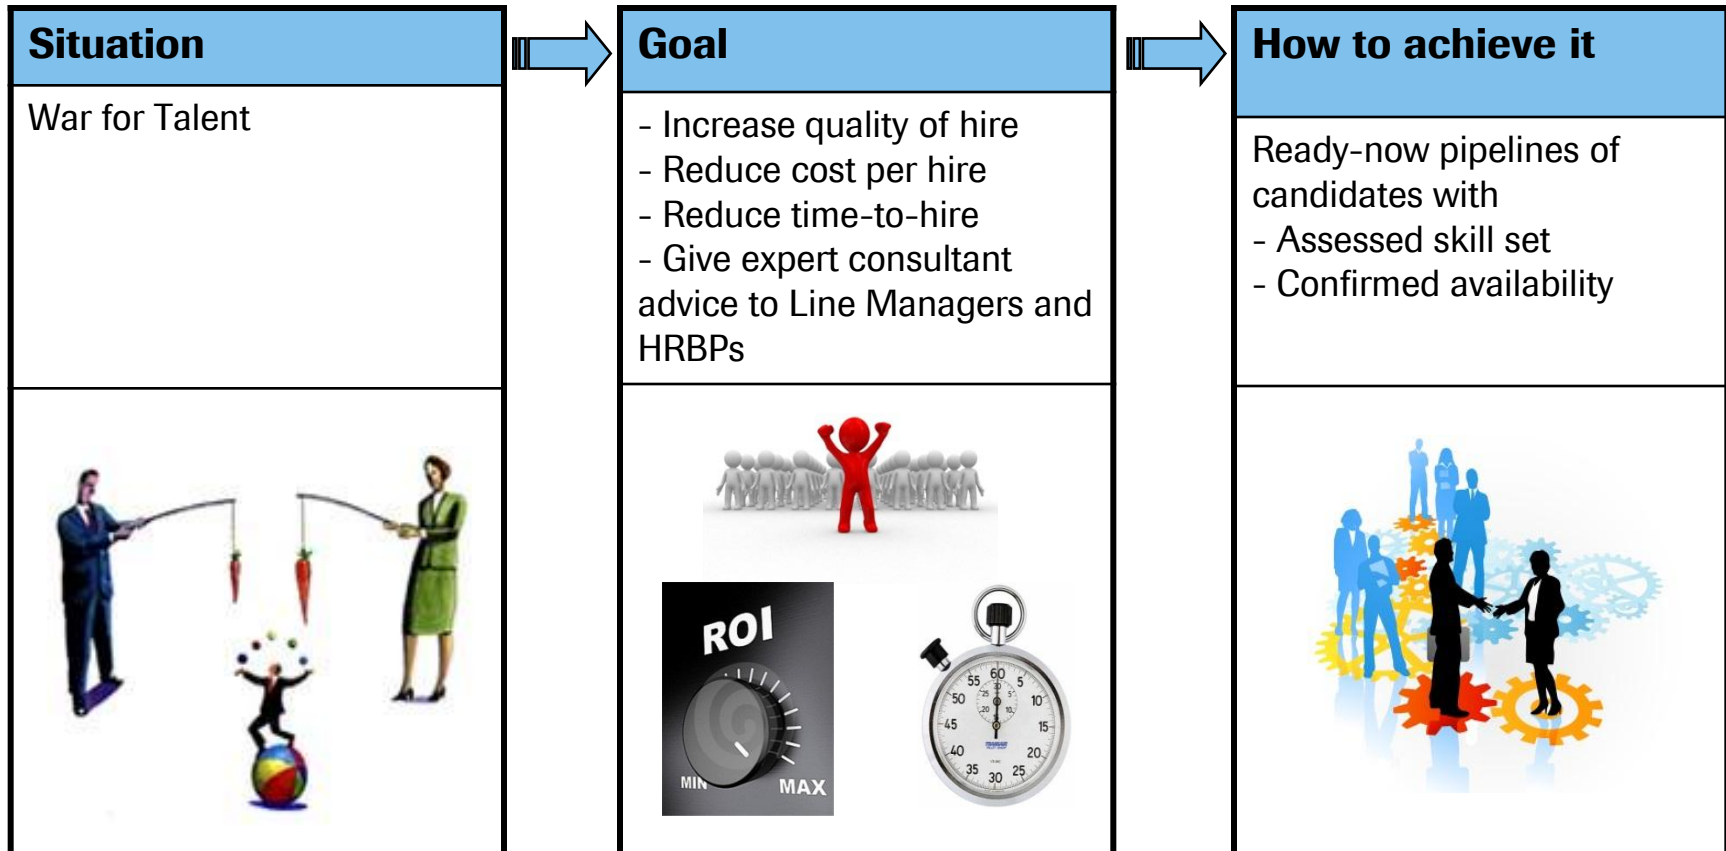 Situation
War for Talent
Goal
- Increase quality of hire
- Reduce cost per hire
- Reduce time-to-hire
- Give expert consultant
advice to Line Managers and
HRBPs
ROI
MIN
MAX
60
5
10
15
20
25
30
35
40
45
50
55
How to achieve it
Ready-now pipelines of
candidates with
- Assessed skill set
- Confirmed availability